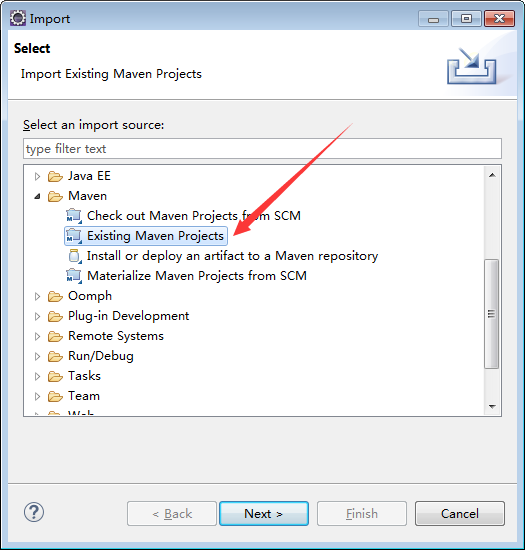 Import
Select
Import Existing Maven Projects
Select an import source:
type filter text
Java EE
Maven
Check out Maven Projects from SCM
Existing Maven Projects
Install or deploy an artifact to a Maven repository
Materialize Maven Projects from SCM
Oomph
Plug-in Development
Remote Systems
Run/Debug
Tasks
Team
Web
?
< Back
Next >
Finish
Cancel